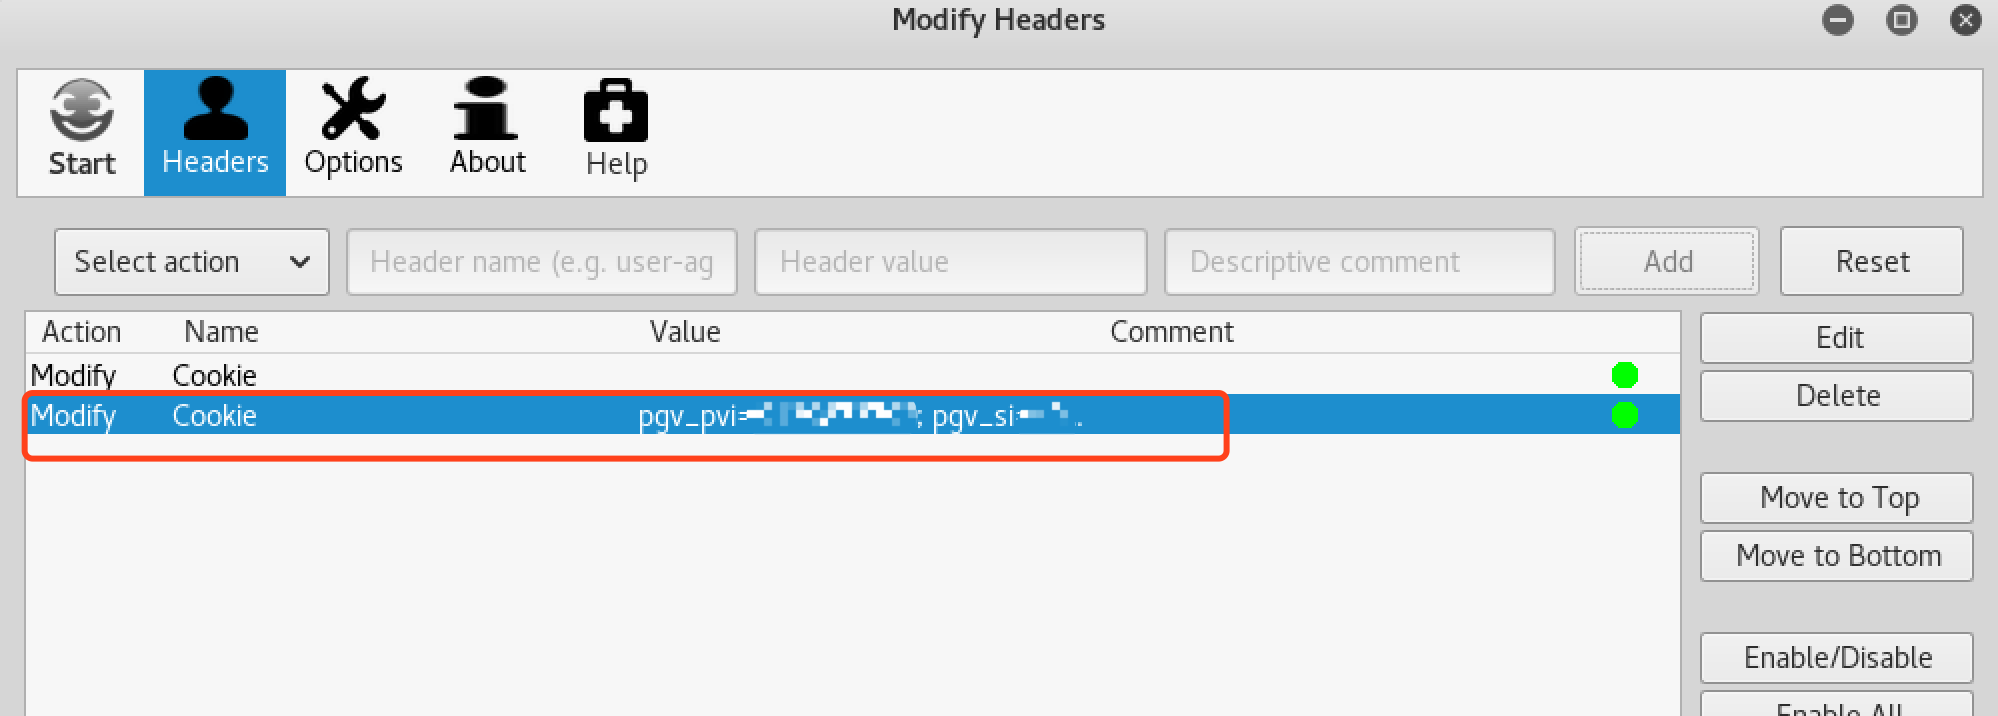 Modify Headers
Start Headers Options About Help
Select action Header name (e.g. user-ag Header value Descriptive comment Add Reset
Action Name Value Comment
Edit
Modify Cookie
Modify Cookie pgv_pvi= ; pgv_si= .
Delete
Move to Top
Move to Bottom
Enable/Disable
Enable All